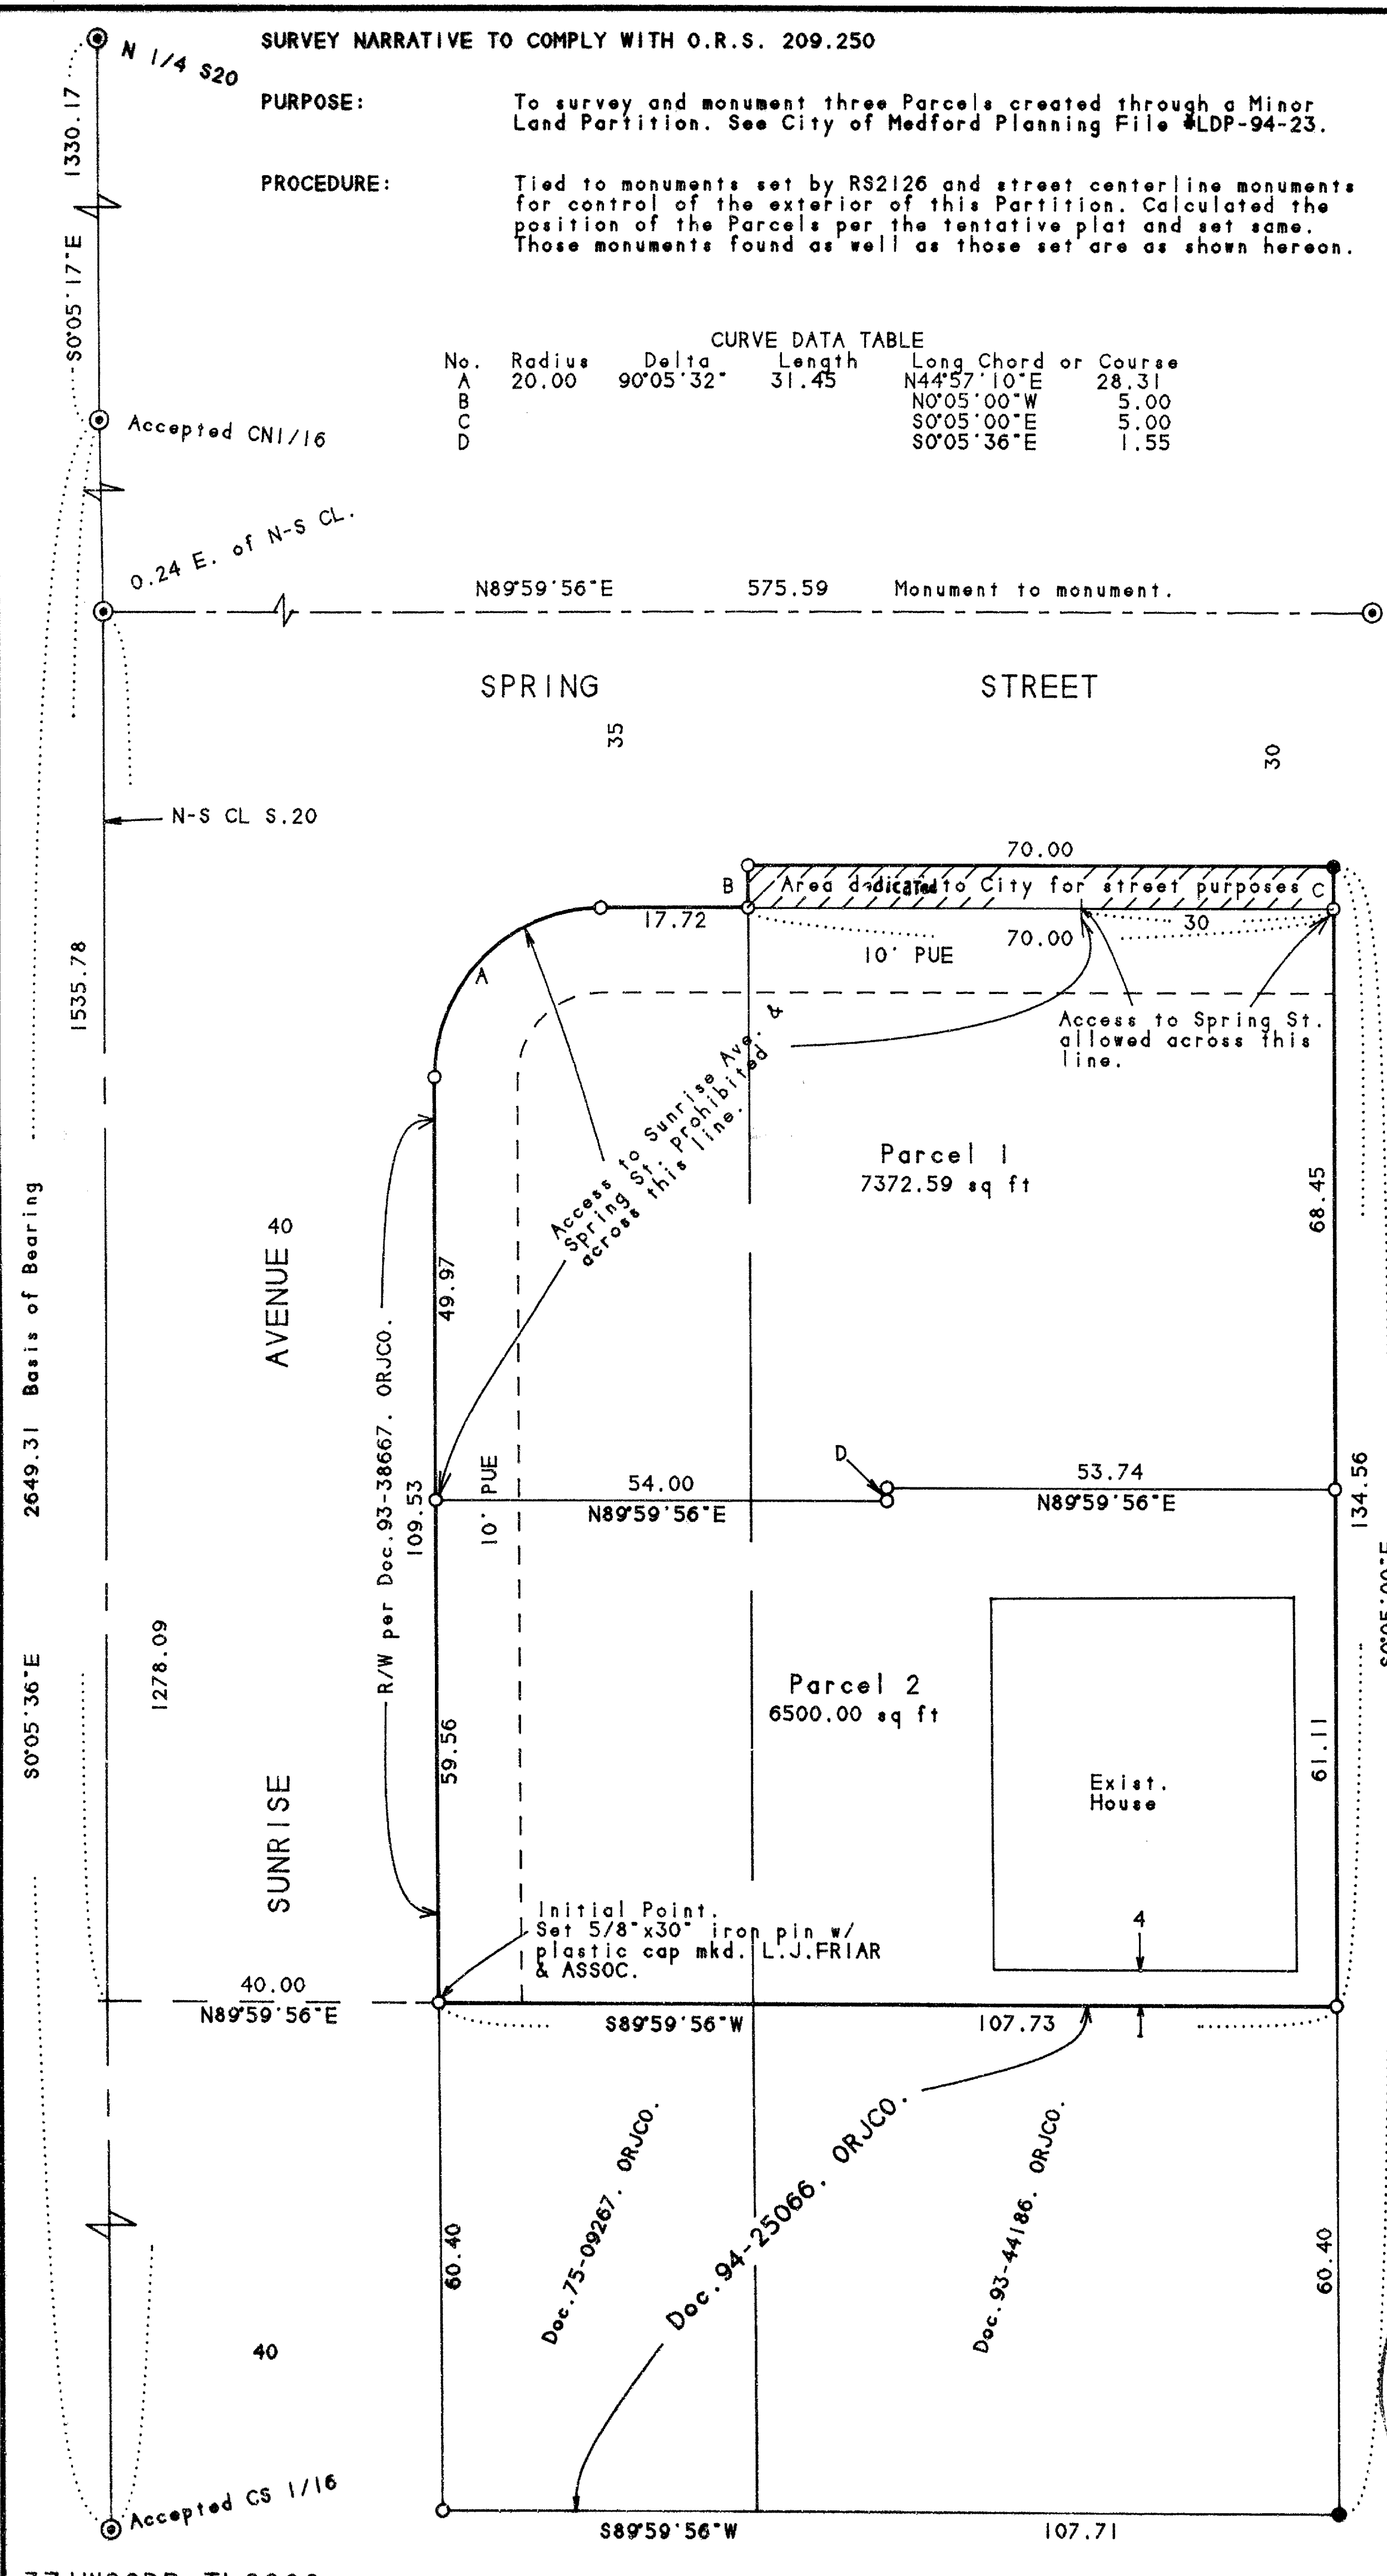 SURVEY NARRATIVE TO COMPLY WITH O.R.S. 209.250
N 1/4 S20
1330.17
PURPOSE:
To survey and monument three Parcels created through a Minor
Land Partition. See City of Medford Planning File #LDP-94-23.
PROCEDURE:
Tied to monuments set by RS2126 and street centerline monuments
for control of the exterior of this Partition. Calculated the
position of the Parcels per the tentative plat and set same.
Those monuments found as well as those set are as shown hereon.
S0°05'17"E
CURVE DATA TABLE
No. Radius Delta Length Long Chord or Course
A 20.00 90°05'32" 31.45 N44°57'10"E 28.31
B N0°05'00"W 5.00
C S0°05'00"E 5.00
D S0°05'36"E 1.55
Accepted CN1/16
0.24 E. of N-S CL.
N89°59'56"E 575.59 Monument to monument.
SPRING STREET
35
30
N-S CL S.20
70.00
B Area dedicated to City for street purposes C
17.72
30
70.00
10' PUE
A
1535.78
Access to Spring St.
allowed across this
line.
Access to Sunrise Ave. &
Spring St. Prohibited
across this line.
Parcel 1
7372.59 sq ft
68.45
40
AVENUE
49.97
2649.31 Basis of Bearing
R/W per Doc.93-38667. ORJCO.
D
54.00
N89°59'56"E
53.74
N89°59'56"E
109.53
10' PUE
134.56
S0°05'00"E
1278.09
S0°05'36"E
Parcel 2
6500.00 sq ft
59.56
61.11
Exist.
House
SUNRISE
4
Initial Point.
Set 5/8"x30" iron pin w/
plastic cap mkd. L.J.FRIAR
& ASSOC.
40.00
N89°59'56"E
S89°59'56"W 107.73
Doc.75-09267. ORJCO.
Doc.94-25066. ORJCO.
Doc.93-44186. ORJCO.
60.40
60.40
40
Accepted CS 1/16
S89°59'56"W 107.71